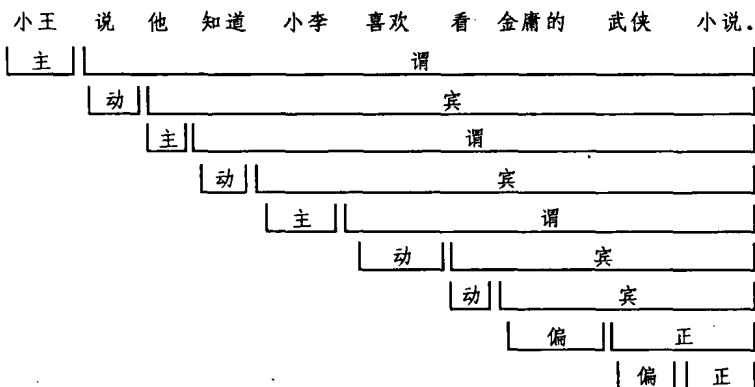 小王 说 他 知道 小李 喜欢 看 金庸的 武侠 小说.
主 谓
动 宾
主 谓
动 宾
主 谓
动 宾
动 宾
偏 正
偏 正